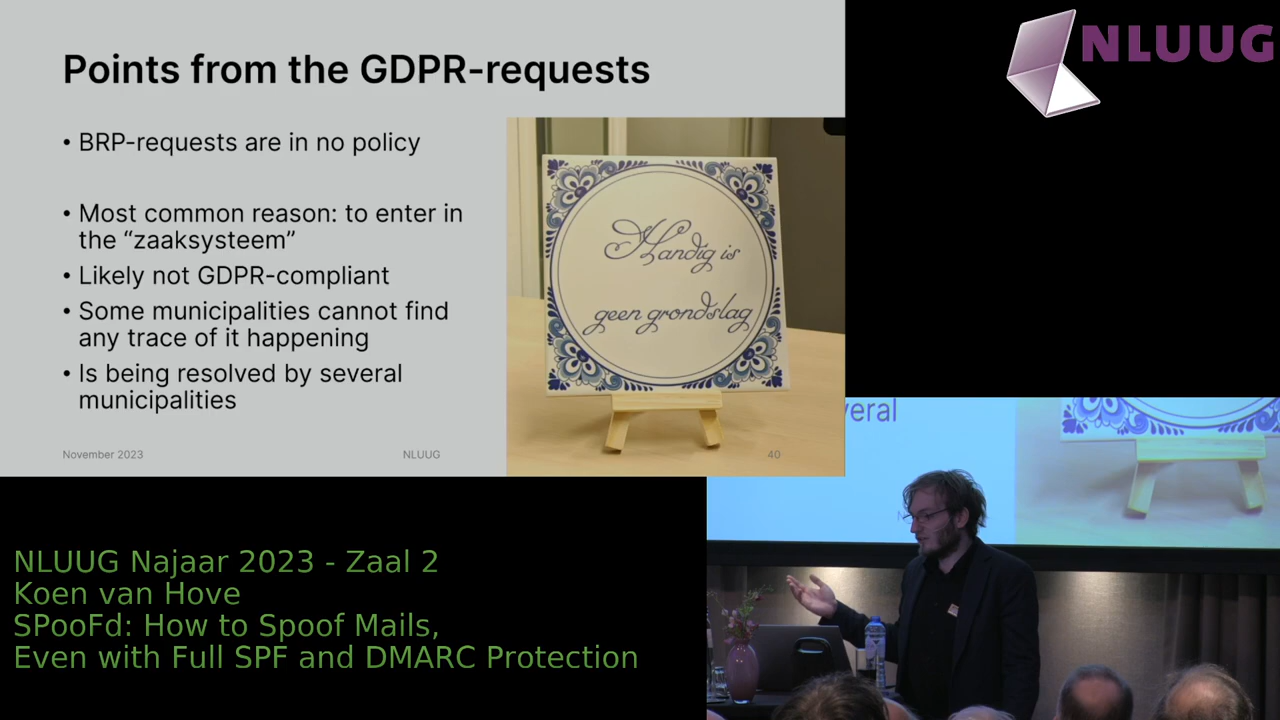 Points from the GDPR-requests
• BRP-requests are in no policy
• Most common reason: to enter in
the “zaaksysteem”
• Likely not GDPR-compliant
• Some municipalities cannot find
any trace of it happening
• Is being resolved by several
municipalities
Handig is
geen grondslag
November 2023
NLUUG
40
NLUUG
veral
NLUUG Najaar 2023 - Zaal 2
Koen van Hove
SPooFd: How to Spoof Mails,
Even with Full SPF and DMARC Protection